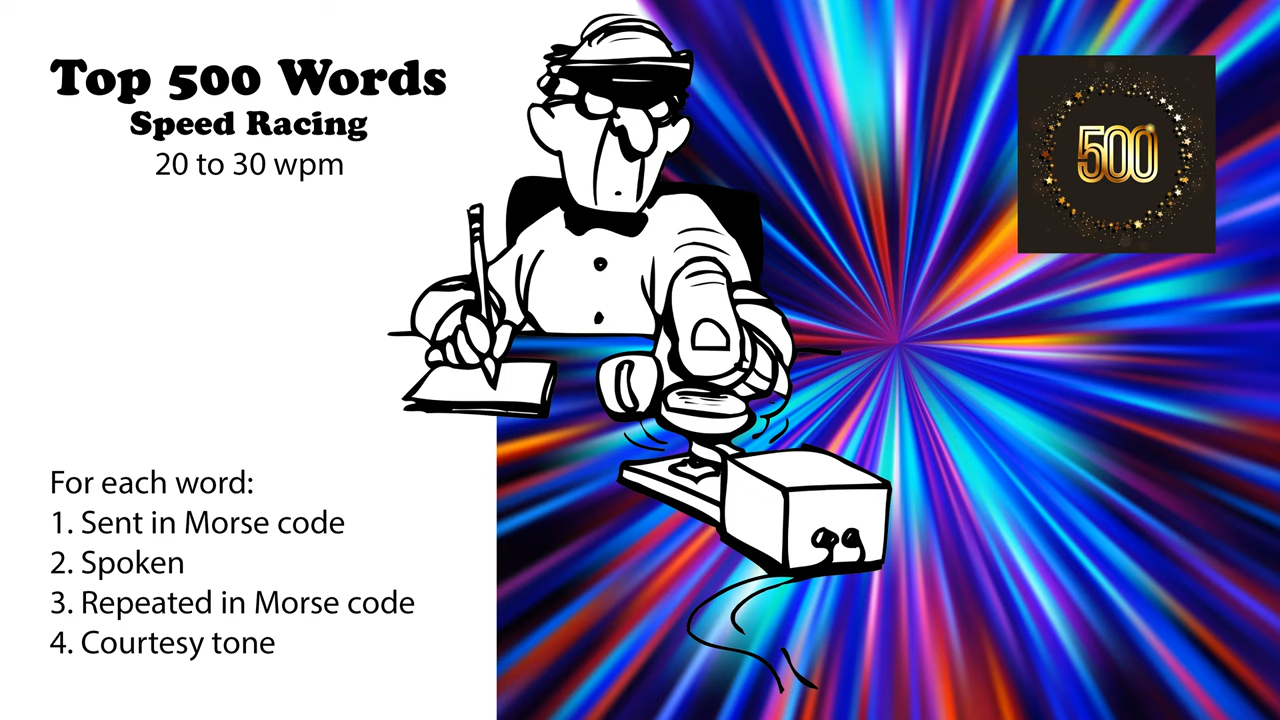 Top 500 Words
Speed Racing
20 to 30 wpm
500
For each word:
1. Sent in Morse code
2. Spoken
3. Repeated in Morse code
4. Courtesy tone